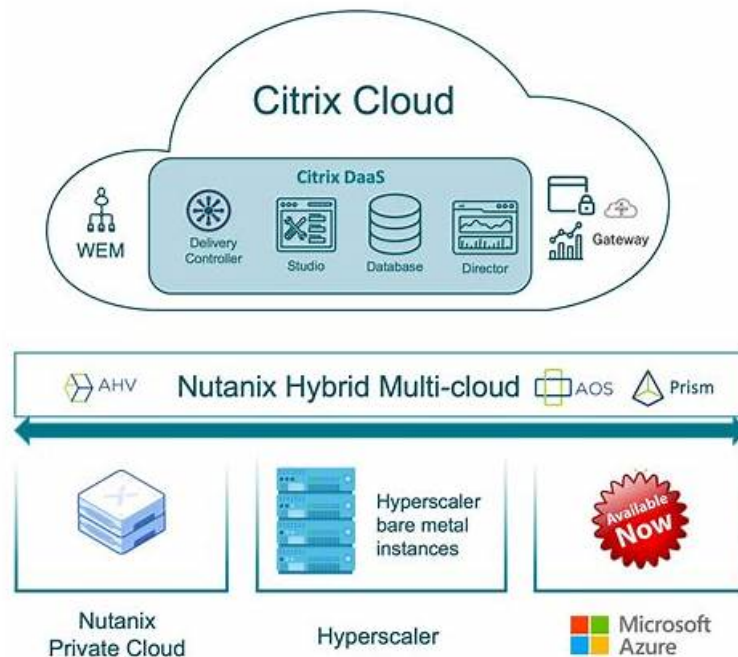 Citrix Cloud
Citrix DaaS
WEM
Delivery
Controller
Studio
Database
Director
Gateway
AHV
Nutanix Hybrid Multi-cloud
AOS
Prism
Hyperscaler
bare metal
instances
Available
Now
Nutanix
Private Cloud
Hyperscaler
Microsoft
Azure